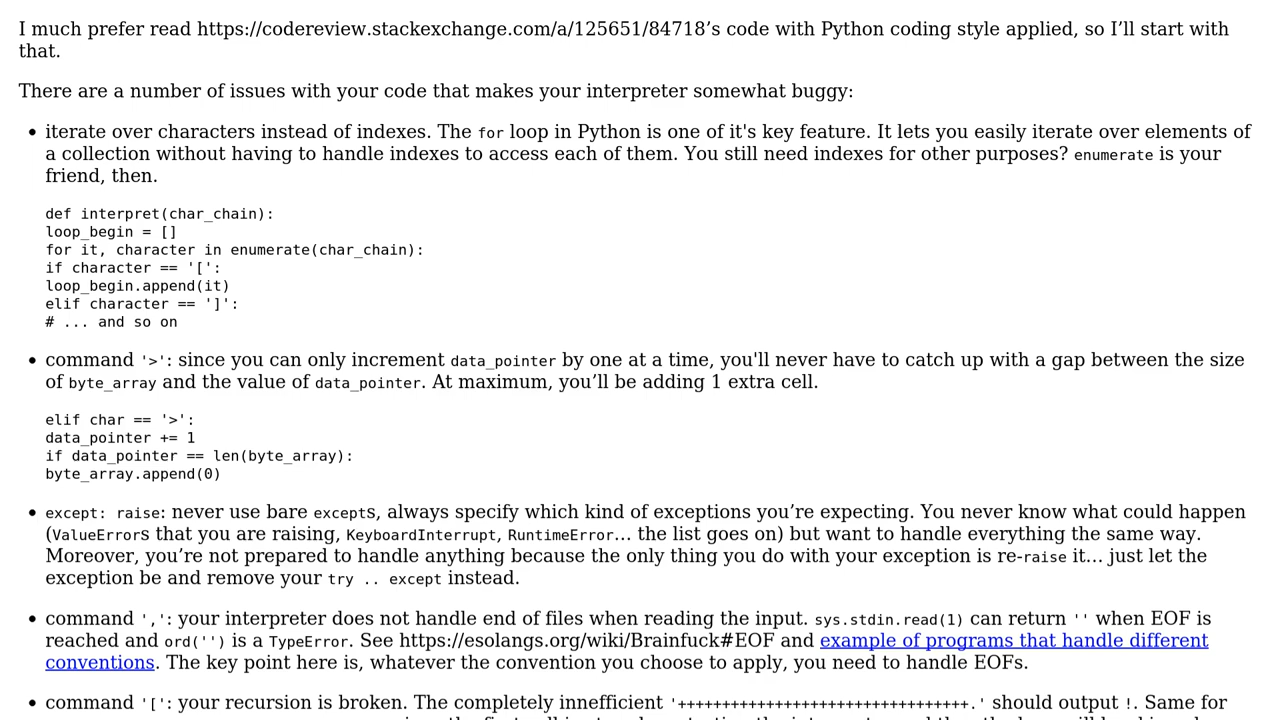 I much prefer read https://codereview.stackexchange.com/a/125651/84718’s code with Python coding style applied, so I’ll start with
that.
There are a number of issues with your code that makes your interpreter somewhat buggy:
• iterate over characters instead of indexes. The for loop in Python is one of it's key feature. It lets you easily iterate over elements of
a collection without having to handle indexes to access each of them. You still need indexes for other purposes? enumerate is your
friend, then.
def interpret(char_chain):
loop_begin = []
for it, character in enumerate(char_chain):
if character == '[':
loop_begin.append(it)
elif character == ']':
# ... and so on
• command '>': since you can only increment data_pointer by one at a time, you'll never have to catch up with a gap between the size
of byte_array and the value of data_pointer. At maximum, you’ll be adding 1 extra cell.
elif char == '>':
data_pointer += 1
if data_pointer == len(byte_array):
byte_array.append(0)
• except: raise: never use bare excepts, always specify which kind of exceptions you’re expecting. You never know what could happen
(ValueErrors that you are raising, KeyboardInterrupt, RuntimeError… the list goes on) but want to handle everything the same way.
Moreover, you’re not prepared to handle anything because the only thing you do with your exception is re-raise it… just let the
exception be and remove your try .. except instead.
• command ',': your interpreter does not handle end of files when reading the input. sys.stdin.read(1) can return '' when EOF is
reached and ord('') is a TypeError. See https://esolangs.org/wiki/Brainfuck#EOF and example of programs that handle different
conventions. The key point here is, whatever the convention you choose to apply, you need to handle EOFs.
• command '[': your recursion is broken. The completely innefficient '+++++++++++++++++++++++++++++++++.' should output !. Same for